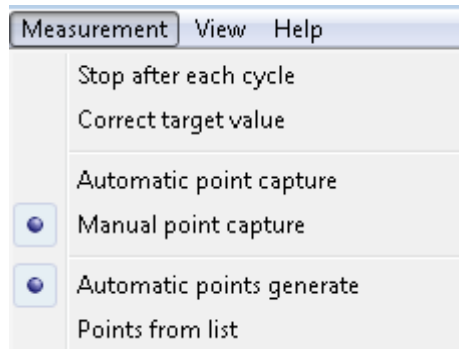 Measurement View Help
Stop after each cycle
Correct target value
Automatic point capture
Manual point capture
Automatic points generate
Points from list